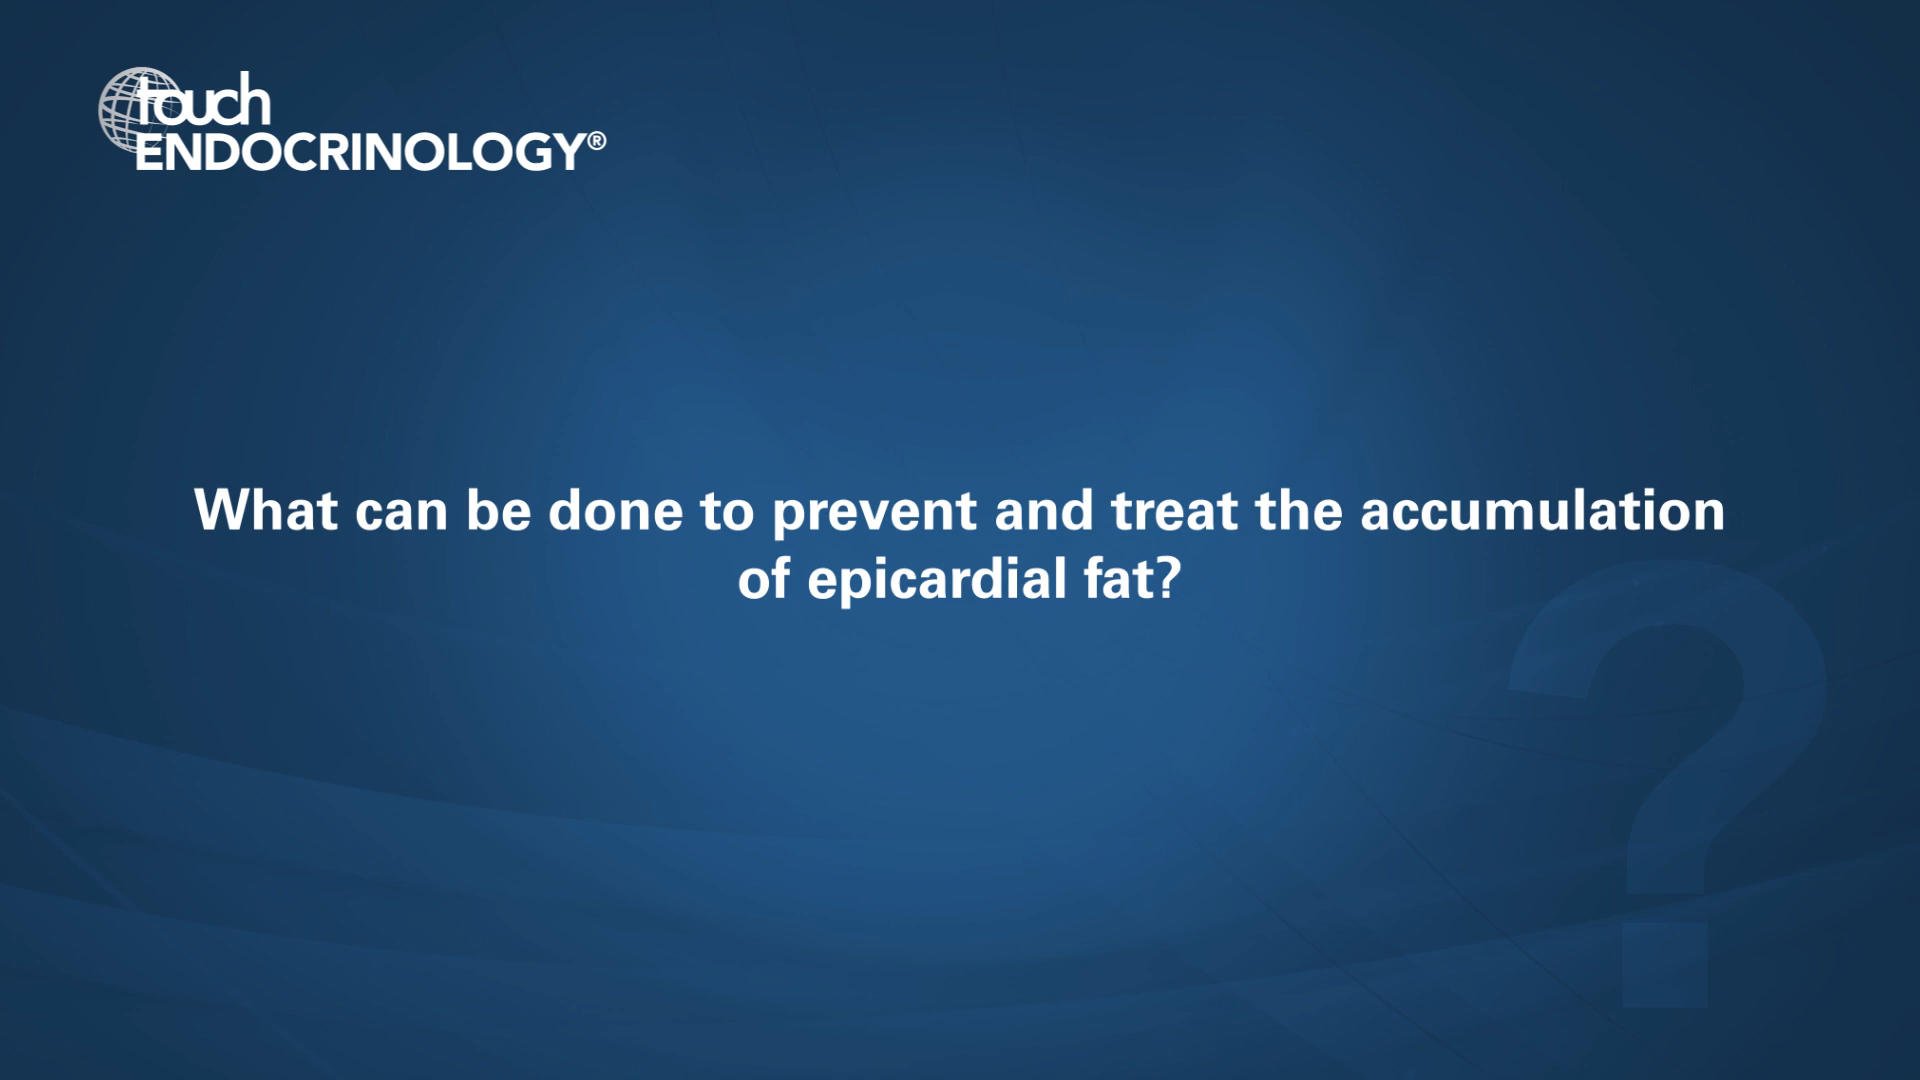 touch
ENDOCRINOLOGY®
What can be done to prevent and treat the accumulation
of epicardial fat?
?